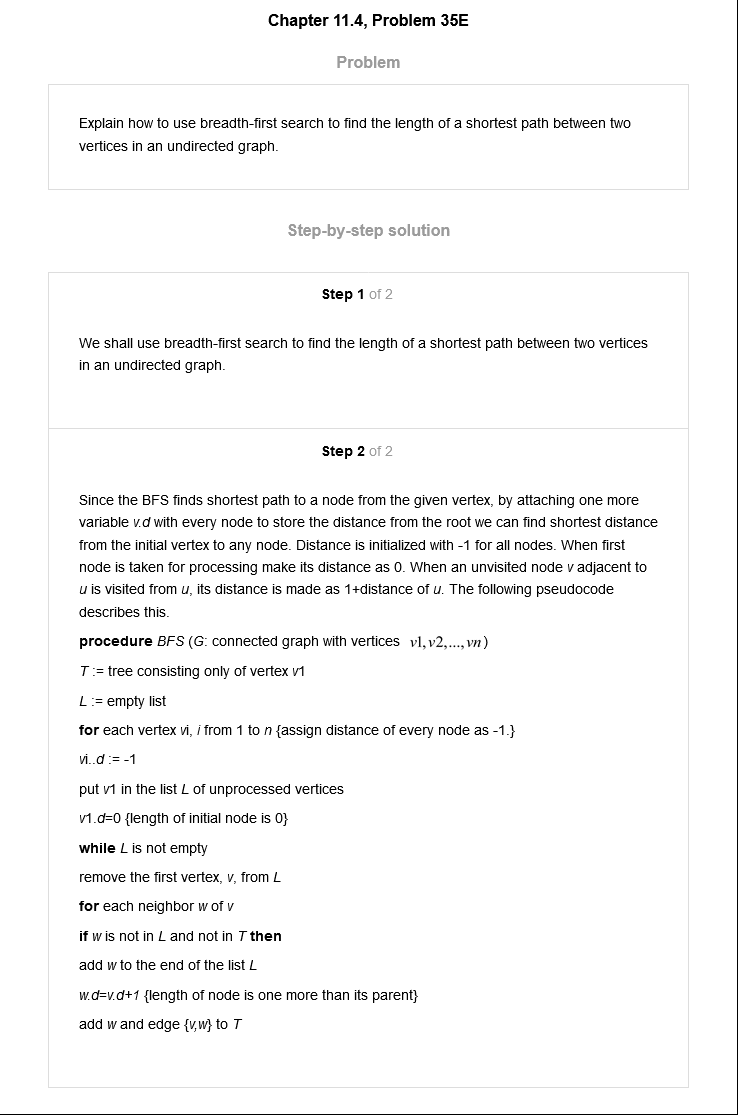 Chapter 11.4, Problem 35E
Problem
Explain how to use breadth-first search to find the length of a shortest path between two
vertices in an undirected graph.
Step-by-step solution
Step 1 of 2
We shall use breadth-first search to find the length of a shortest path between two vertices
in an undirected graph.
Step 2 of 2
Since the BFS finds shortest path to a node from the given vertex, by attaching one more
variable v.d with every node to store the distance from the root we can find shortest distance
from the initial vertex to any node. Distance is initialized with -1 for all nodes. When first
node is taken for processing make its distance as 0. When an unvisited node v adjacent to
u is visited from u, its distance is made as 1+distance of u. The following pseudocode
describes this.
procedure BFS (G: connected graph with vertices v1,v2,...,vn)
T := tree consisting only of vertex v1
L := empty list
for each vertex vi, i from 1 to n {assign distance of every node as -1.}
vi..d := -1
put v1 in the list L of unprocessed vertices
v1.d=0 {length of initial node is 0}
while L is not empty
remove the first vertex, v, from L
for each neighbor w of v
if w is not in L and not in T then
add w to the end of the list L
w.d=v.d+1 {length of node is one more than its parent}
add w and edge {v,w} to T